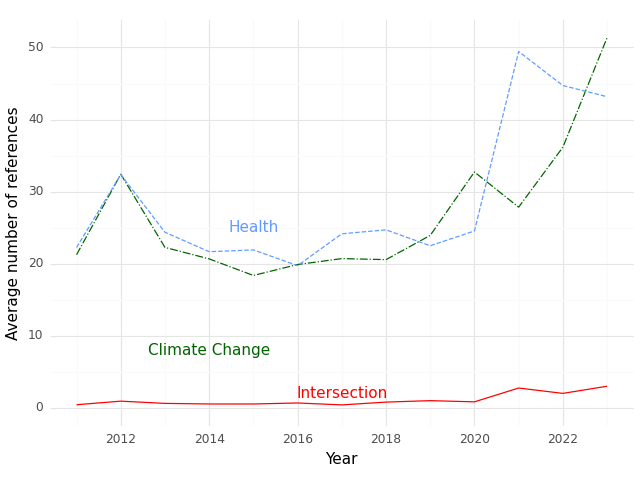 Average number of references
50
40
30
20
10
0
Health
Climate Change
Intersection
2012 2014 2016 2018 2020 2022
Year